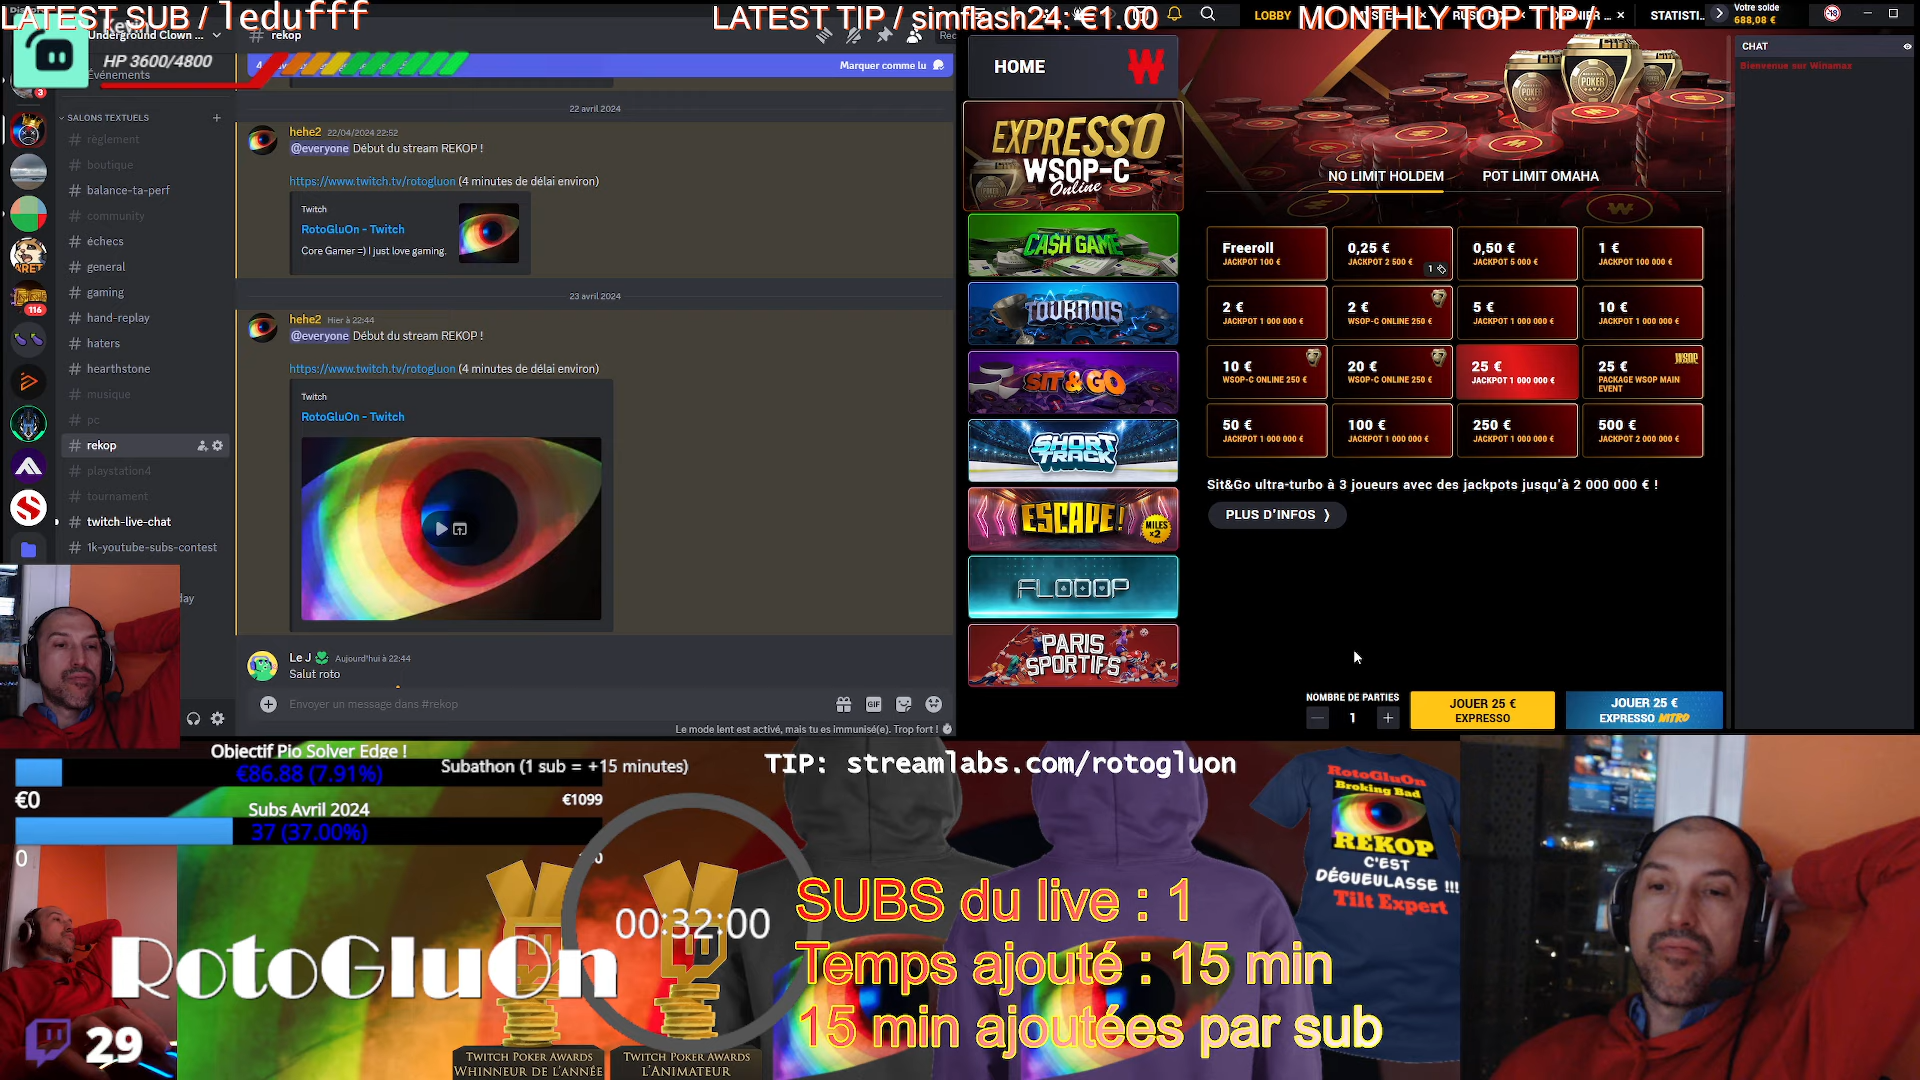 LATEST SUB / ledufff
LATEST TIP / simflash24: €1.00
MONTHLY TOP TIP /
HP 3600/4800
Underground Clown ...
Événements
SALONS TEXTUELS
règlement
boutique
balance-ta-perf
community
échecs
general
gaming
hand-replay
haters
hearthstone
musique
pc
rekop
playstation4
tournament
twitch-live-chat
1k-youtube-subs-contest
3
116
rekop
Marquer comme lu
22 avril 2024
hehe2 22/04/2024 22:52
@everyone Début du stream REKOP !
https://www.twitch.tv/rotogluon (4 minutes de délai environ)
Twitch
RotoGluOn - Twitch
Core Gamer =) I just love gaming.
23 avril 2024
hehe2 Hier à 22:44
@everyone Début du stream REKOP !
https://www.twitch.tv/rotogluon (4 minutes de délai environ)
Twitch
RotoGluOn - Twitch
Le J Aujourd'hui à 22:44
Salut roto
Envoyer un message dans #rekop
GIF
Le mode lent est activé, mais tu es immunisé(e). Trop fort !
LOBBY
STATISTI...
Votre solde
688,08 €
HOME
EXPRESSO
WSOP-C
Online
CASH GAME
TOURNOIS
SIT & GO
SHORT
TRACK
ESCAPE!
MILES
x2
FLOOOP
PARIS
SPORTIFS
NO LIMIT HOLDEM
POT LIMIT OMAHA
Freeroll
JACKPOT 100 €
0,25 €
JACKPOT 2 500 €
1
0,50 €
JACKPOT 5 000 €
1 €
JACKPOT 100 000 €
2 €
JACKPOT 1 000 000 €
2 €
WSOP-C ONLINE 250 €
5 €
JACKPOT 1 000 000 €
10 €
JACKPOT 1 000 000 €
10 €
WSOP-C ONLINE 250 €
20 €
WSOP-C ONLINE 250 €
25 €
JACKPOT 1 000 000 €
25 €
WSOP
PACKAGE WSOP MAIN
EVENT
50 €
JACKPOT 1 000 000 €
100 €
JACKPOT 1 000 000 €
250 €
JACKPOT 1 000 000 €
500 €
JACKPOT 2 000 000 €
Sit&Go ultra-turbo à 3 joueurs avec des jackpots jusqu'à 2 000 000 € !
PLUS D'INFOS
NOMBRE DE PARTIES
1
JOUER 25 €
EXPRESSO
JOUER 25 €
EXPRESSO NITRO
CHAT
Bienvenue sur Winamax
Objectif Pio Solver Edge !
€86.88 (7.91%)
€0
€1099
Subathon (1 sub = +15 minutes)
Subs Avril 2024
37 (37.00%)
0
TIP: streamlabs.com/rotogluon
00:32:00
RotoGluOn
29
TWITCH POKER AWARDS
WHINNEUR DE L'ANNÉE
TWITCH POKER AWARDS
L'ANIMATEUR
SUBS du live : 1
Temps ajouté : 15 min
15 min ajoutées par sub
RotoGluOn
Broking Bad
REKOP
C'EST
DÉGUEULASSE !!!
Tilt Expert